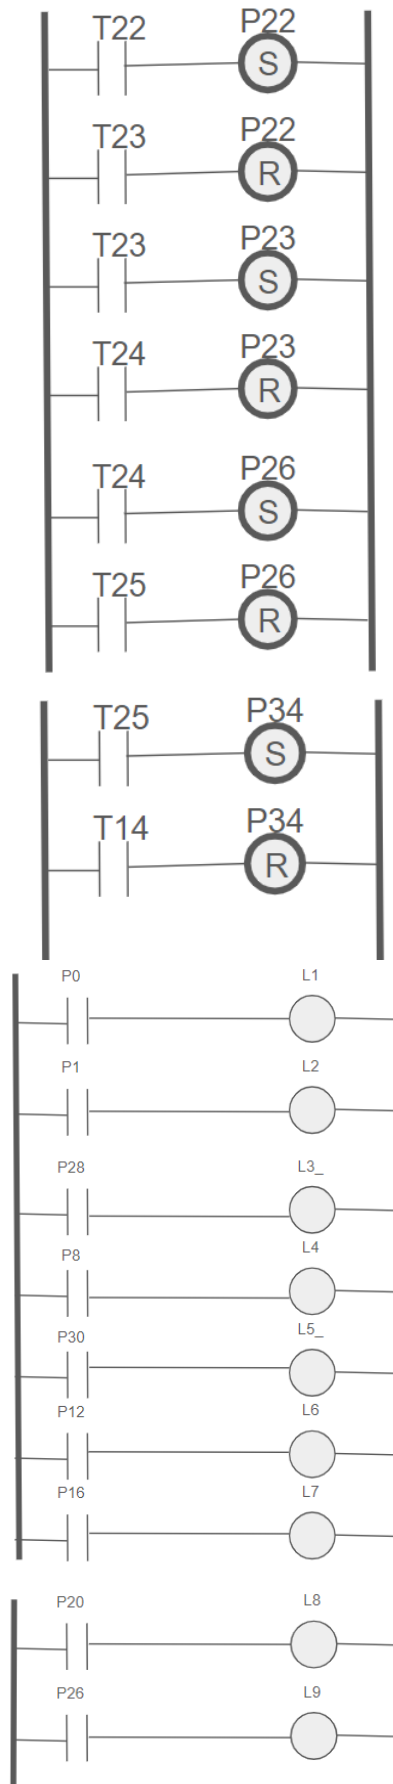 T22 P22
S
T23 P22
R
T23 P23
S
T24 P23
R
T24 P26
S
T25 P26
R
T25 P34
S
T14 P34
R
P0 L1
P1 L2
P28 L3_
P8 L4
P30 L5_
P12 L6
P16 L7
P20 L8
P26 L9